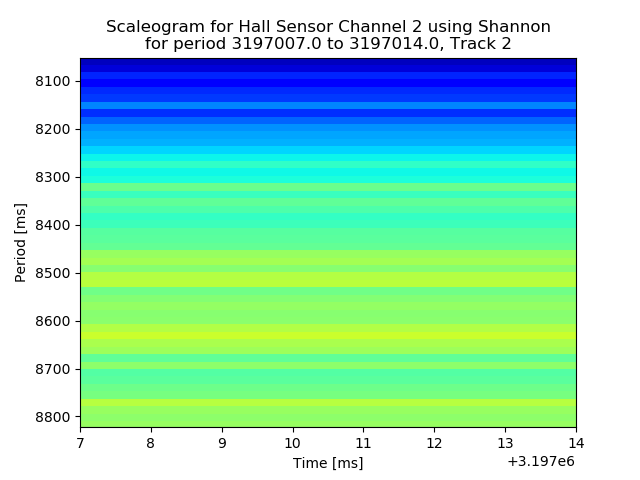 Scaleogram for Hall Sensor Channel 2 using Shannon
for period 3197007.0 to 3197014.0, Track 2
Period [ms]
8100
8200
8300
8400
8500
8600
8700
8800
7 8 9 10 11 12 13 14
Time [ms]
+3.197e6